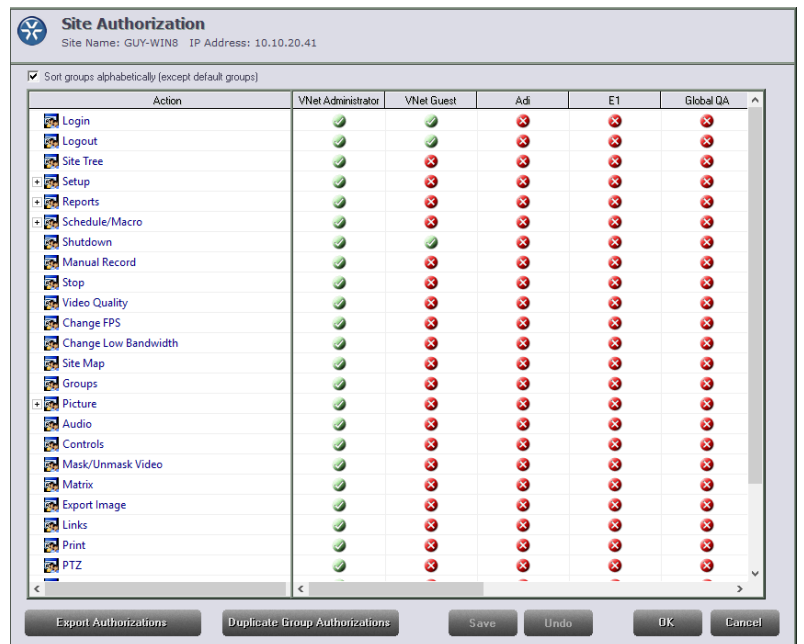 Site Authorization
Site Name: GUY-WIN8 IP Address: 10.10.20.41
Sort groups alphabetically (except default groups)
Action VNet Administrator VNet Guest Adi E1 Global QA
Login
Logout
Site Tree
Setup
Reports
Schedule/Macro
Shutdown
Manual Record
Stop
Video Quality
Change FPS
Change Low Bandwidth
Site Map
Groups
Picture
Audio
Controls
Mask/Unmask Video
Matrix
Export Image
Links
Print
PTZ
Export Authorizations Duplicate Group Authorizations Save Undo OK Cancel